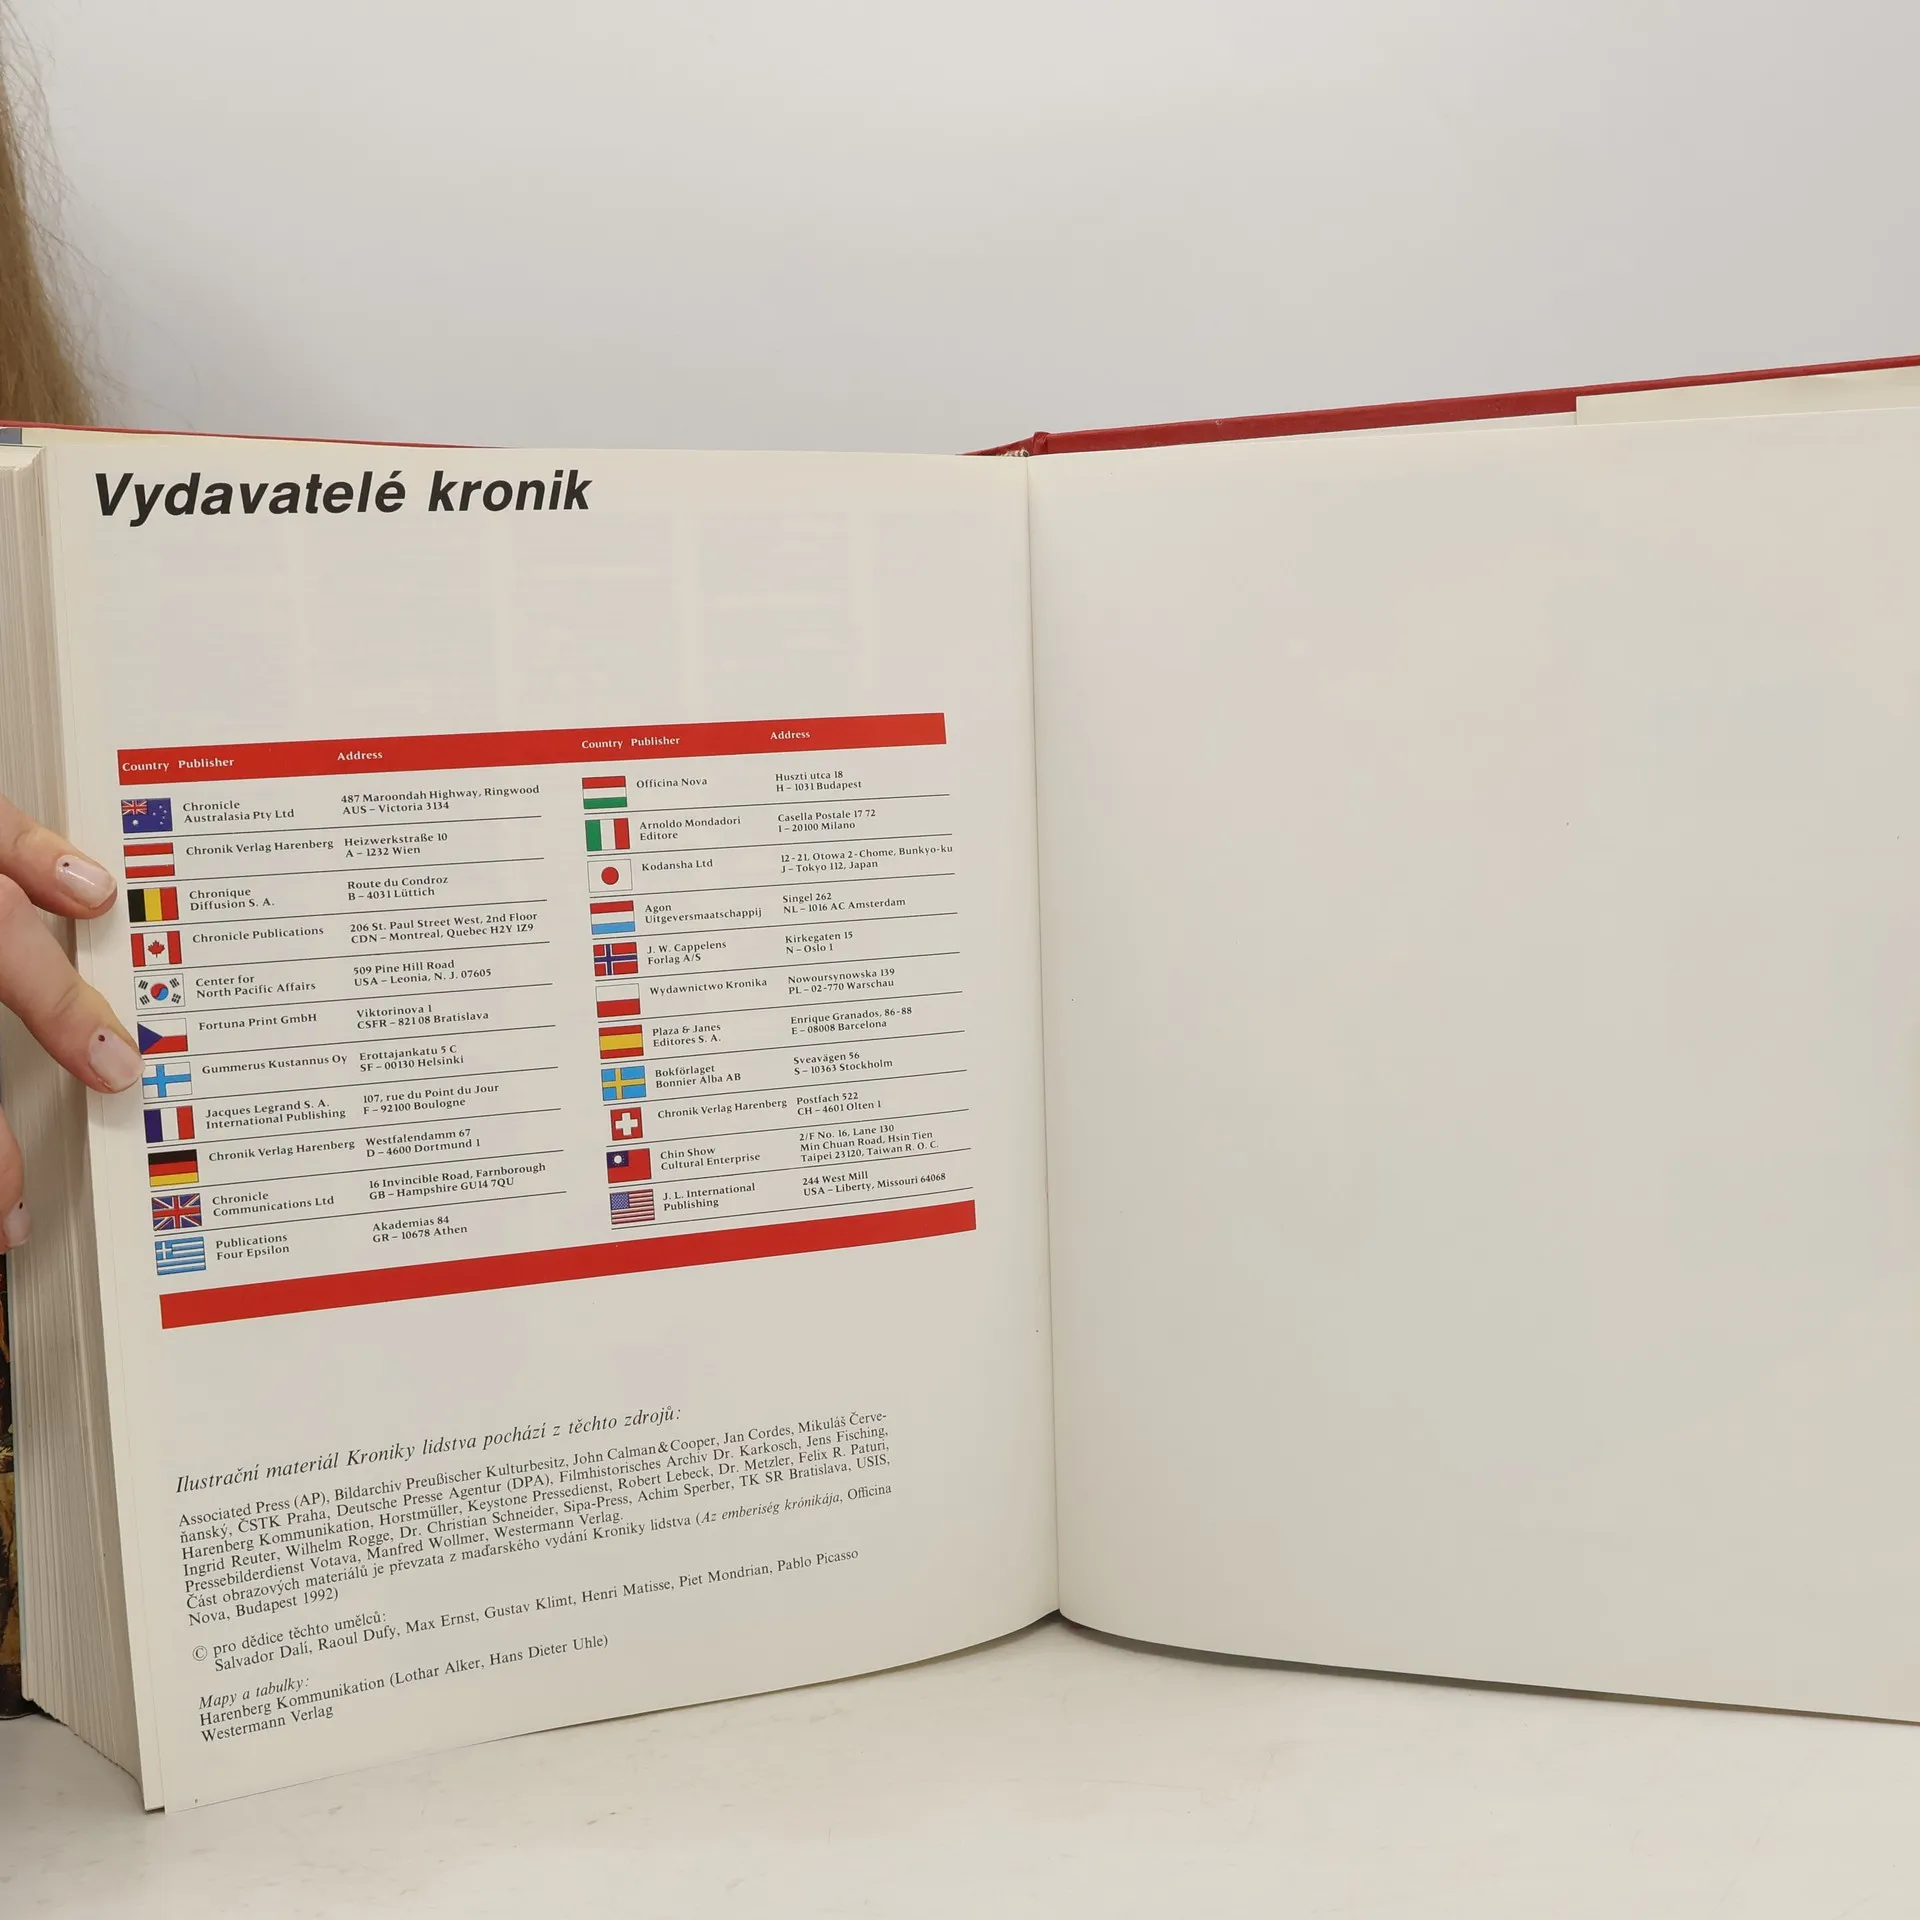 Vydavatelé kronik
Country Publisher Address
Chronicle
Australasia Pty Ltd
487 Maroondah Highway, Ringwood
AUS – Victoria 3134
Chronik Verlag Harenberg
Heizwerkstraße 10
A – 1232 Wien
Chronique
Diffusion S. A.
Route du Condroz
B – 4031 Lüttich
Chronicle Publications
206 St. Paul Street West, 2nd Floor
CDN – Montreal, Quebec H2Y 1Z9
Center for
North Pacific Affairs
509 Pine Hill Road
USA – Leonia, N. J. 07605
Fortuna Print GmbH
Viktorinova 1
CSFR – 821 08 Bratislava
Gummerus Kustannus Oy
Erottajankatu 5 C
SF – 00130 Helsinki
Jacques Legrand S. A.
International Publishing
107, rue du Point du Jour
F – 92100 Boulogne
Chronik Verlag Harenberg
Westfalendamm 67
D – 4600 Dortmund 1
Chronicle
Communications Ltd
16 Invincible Road, Farnborough
GB – Hampshire GU14 7QU
Publications
Four Epsilon
Akademias 84
GR – 10678 Athen
Country Publisher Address
Officina Nova
Huszti utca 18
H – 1031 Budapest
Arnoldo Mondadori
Editore
Casella Postale 17 72
I – 20100 Milano
Kodansha Ltd
12 - 21, Otowa 2 - Chome, Bunkyo-ku
J – Tokyo 112, Japan
Agon
Uitgeversmaatschappij
Singel 262
NL – 1016 AC Amsterdam
J. W. Cappelens
Forlag A/S
Kirkegaten 15
N – Oslo 1
Wydawnictwo Kronika
Nowoursynowska 139
PL – 02-770 Warschau
Plaza & Janes
Editores S. A.
Enrique Granados, 86 - 88
E – 08008 Barcelona
Bokförlaget
Bonnier Alba AB
Sveavägen 56
S – 10363 Stockholm
Chronik Verlag Harenberg
Postfach 522
CH – 4601 Olten 1
Chin Show
Cultural Enterprise
2/F No. 16, Lane 130
Min Chuan Road, Hsin Tien
Taipei 23120, Taiwan R. O. C.
J. L. International
Publishing
244 West Mill
USA – Liberty, Missouri 64068
Ilustrační materiál Kroniky lidstva pochází z těchto zdrojů:
Associated Press (AP), Bildarchiv Preußischer Kulturbesitz, John Calman & Cooper, Jan Cordes, Mikuláš Červe-
ňanský, ČSTK Praha, Deutsche Presse Agentur (DPA), Filmhistorisches Archiv Dr. Karkosch, Jens Fisching,
Harenberg Kommunikation, Horstmüller, Keystone Pressedienst, Robert Lebeck, Dr. Metzler, Felix R. Paturi,
Ingrid Reuter, Wilhelm Rogge, Dr. Christian Schneider, Sipa-Press, Achim Sperber, TK SR Bratislava, USIS,
Pressebilderdienst Votava, Manfred Wollmer, Westermann Verlag.
Část obrazových materiálů je převzata z maďarského vydání Kroniky lidstva (Az emberiség krónikája, Officina
Nova, Budapest 1992)
© pro dědice těchto umělců:
Salvador Dalí, Raoul Dufy, Max Ernst, Gustav Klimt, Henri Matisse, Piet Mondrian, Pablo Picasso
Mapy a tabulky:
Harenberg Kommunikation (Lothar Alker, Hans Dieter Uhle)
Westermann Verlag